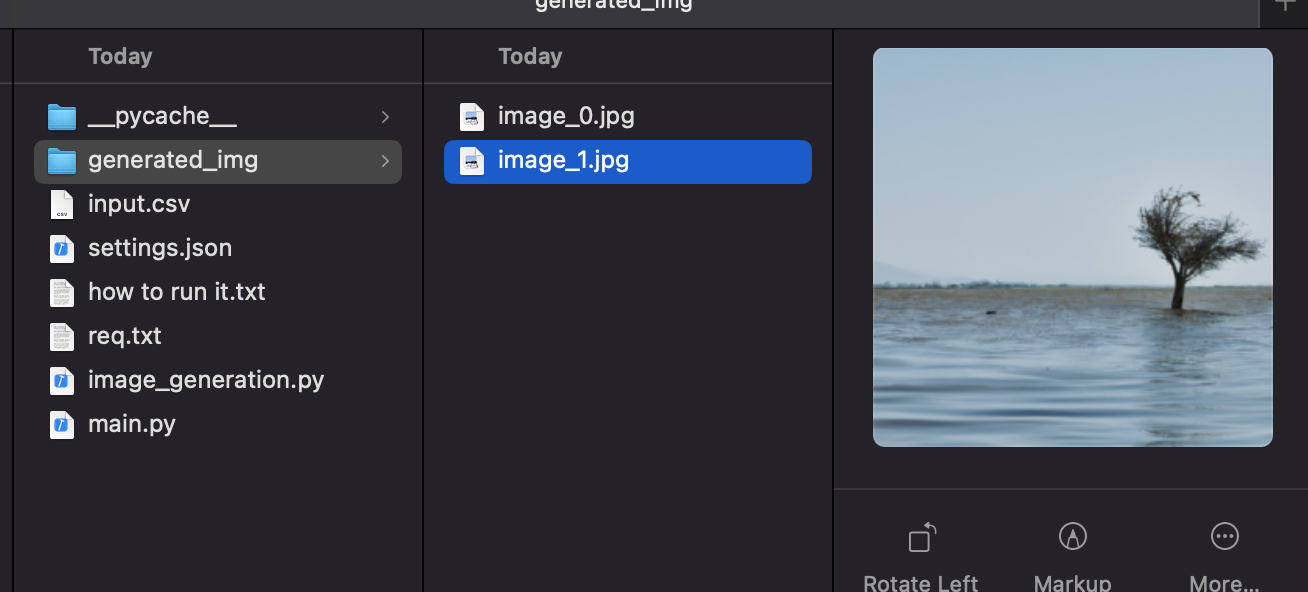 generated_img
Today
__pycache__
generated_img
input.csv
settings.json
how to run it.txt
req.txt
image_generation.py
main.py
Today
image_0.jpg
image_1.jpg
Rotate Left
Markup
More...